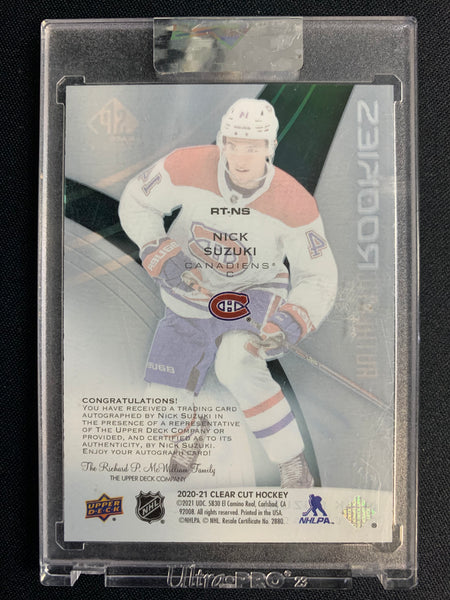 RT-NS
NICK
SUZUKI
CANADIENS®
C
ROOKIES
41
CONGRATULATIONS!
YOU HAVE RECEIVED A TRADING CARD
AUTOGRAPHED BY NICK SUZUKI IN
THE PRESENCE OF A REPRESENTATIVE
OF THE UPPER DECK COMPANY OR
PROVIDED, AND CERTIFIED AS TO ITS
AUTHENTICITY, BY NICK SUZUKI.
ENJOY YOUR AUTOGRAPH CARD!
The Richard P. McWilliam Family
THE UPPER DECK COMPANY
2020-21 CLEAR CUT HOCKEY
©2021 UDC. 5830 El Camino Real, Carlsbad, CA
92008. All rights reserved. Printed in the USA.
©NHLPA. © NHL. Resale Certificate No. 2880.
UPPER DECK
NHL
NHLPA
Ultra•PRO®